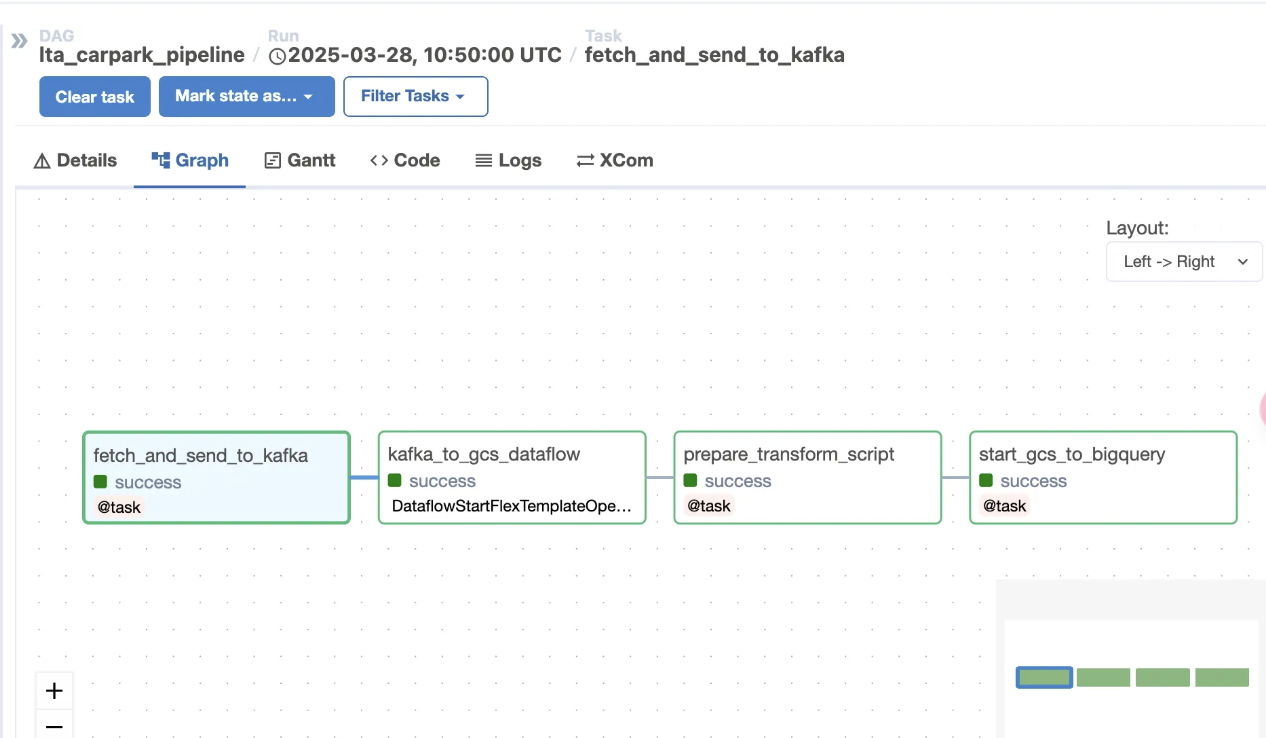 DAG
lta_carpark_pipeline
/
Run
2025-03-28, 10:50:00 UTC
/
Task
fetch_and_send_to_kafka
Clear task
Mark state as...
Filter Tasks
Details
Graph
Gantt
Code
Logs
XCom
Layout:
Left -> Right
fetch_and_send_to_kafka
success
@task
kafka_to_gcs_dataflow
success
DataflowStartFlexTemplateOpe...
prepare_transform_script
success
@task
start_gcs_to_bigquery
success
@task